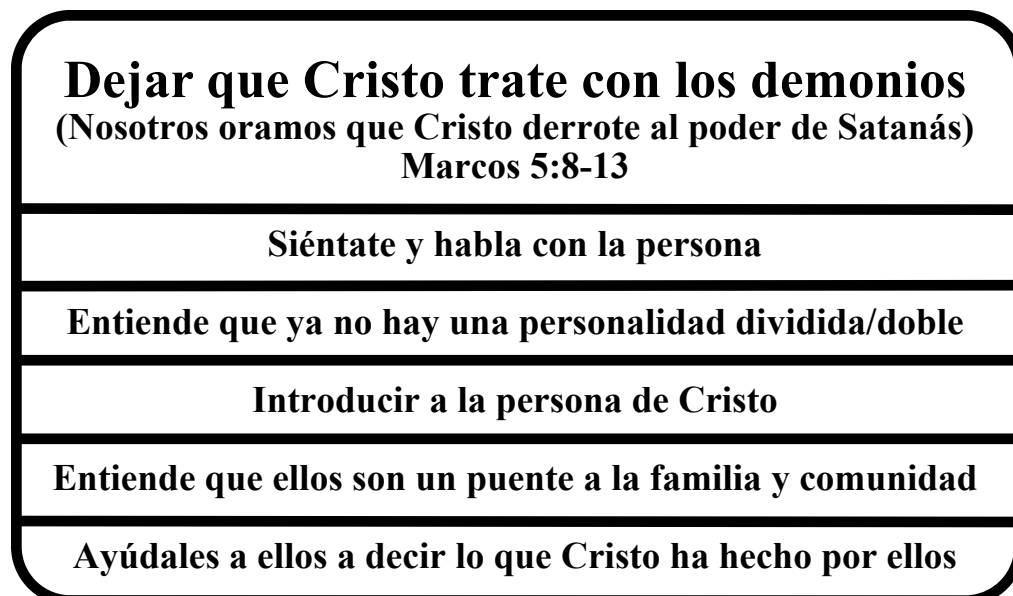 Dejar que Cristo trate con los demonios
(Nosotros oramos que Cristo derrote al poder de Satanás)
Marcos 5:8-13
Siéntate y habla con la persona
Entiende que ya no hay una personalidad dividida/doble
Introducir a la persona de Cristo
Entiende que ellos son un puente a la familia y comunidad
Ayúdales a ellos a decir lo que Cristo ha hecho por ellos